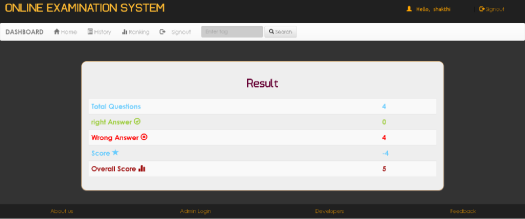 ONLINE EXAMINATION SYSTEM
Hello, shakthi Signout
DASHBOARD Home History Ranking Signout Enter tag Search
Result
Total Questions 4
right Answer 0
Wrong Answer 4
Score -4
Overall Score 5
About us Admin Login Developers Feedback